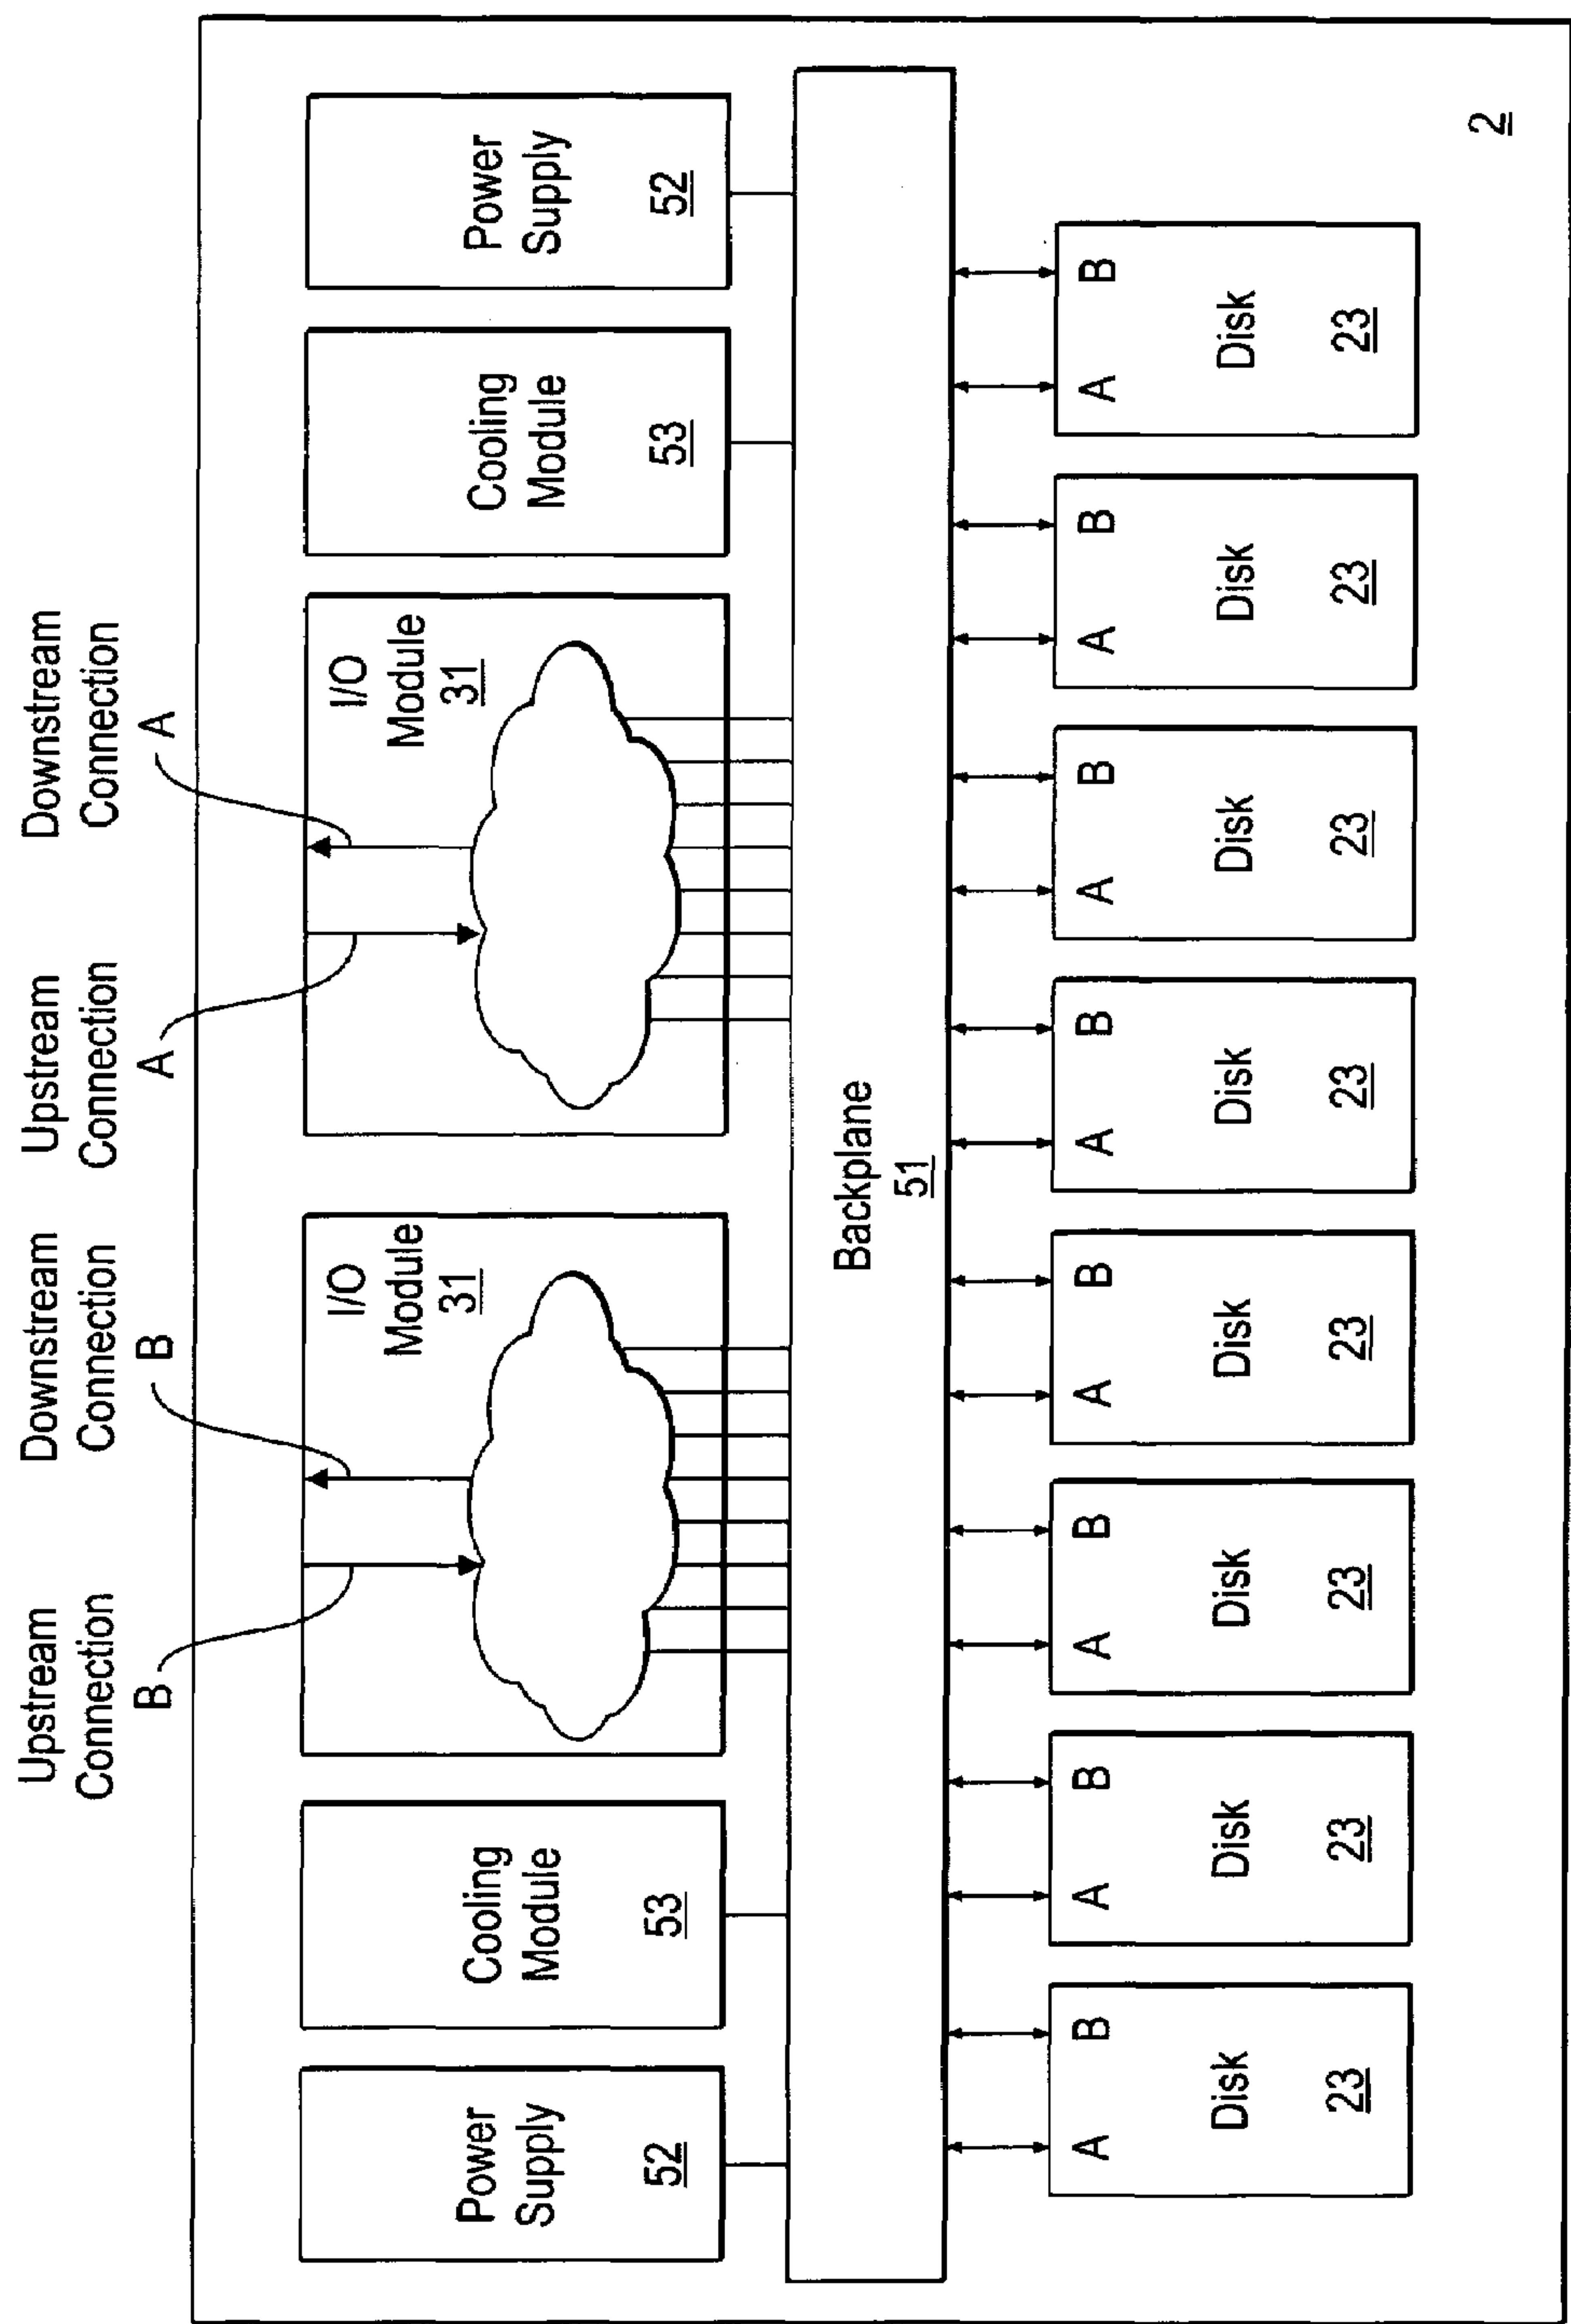 Upstream
Connection
B
Downstream
Connection
B
Upstream
Connection
A
Downstream
Connection
A
Power
Supply
52
Cooling
Module
53
I/O
Module
31
I/O
Module
31
Cooling
Module
53
Power
Supply
52
Backplane
51
A B
Disk
23
A B
Disk
23
A B
Disk
23
A B
Disk
23
A B
Disk
23
A B
Disk
23
A B
Disk
23
A B
Disk
23
2